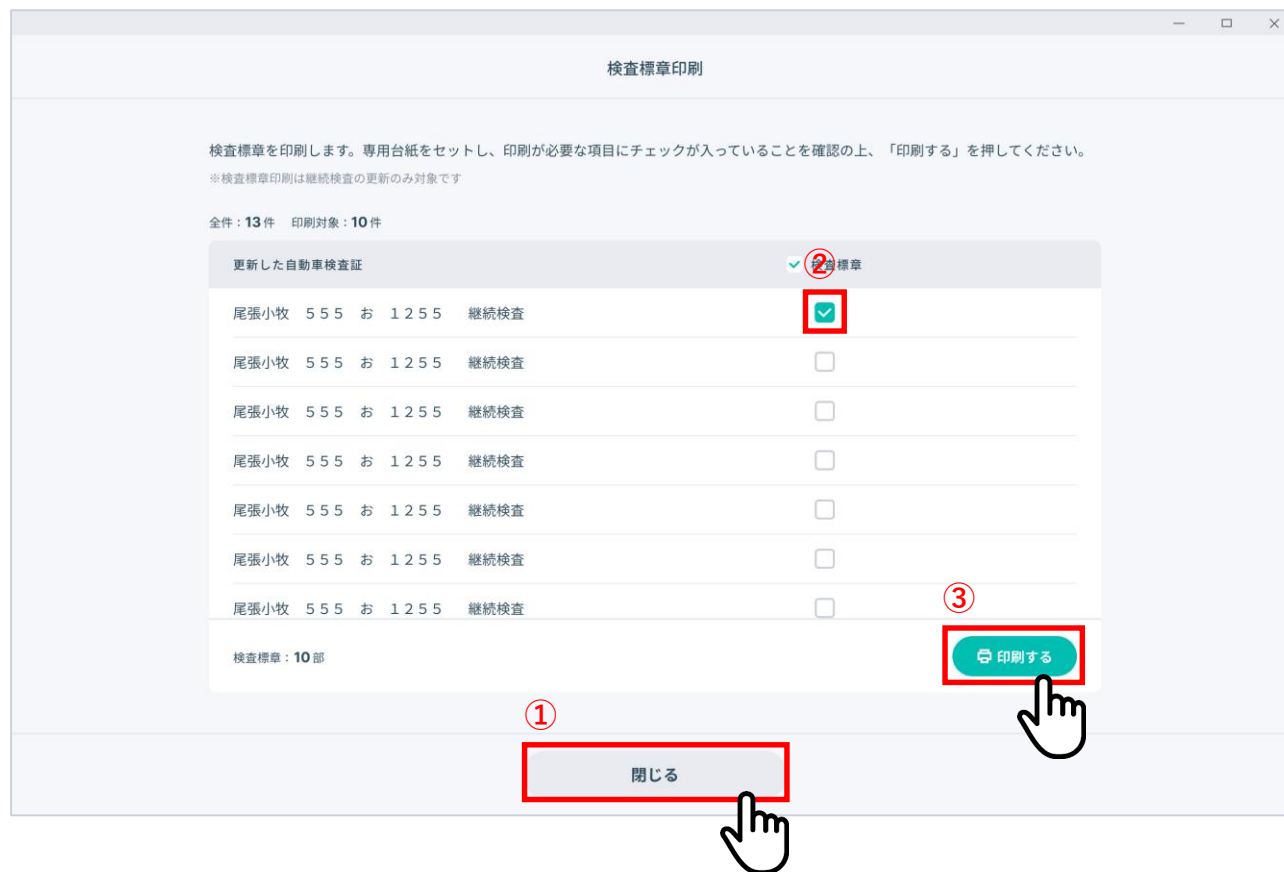 検査標章印刷
検査標章を印刷します。専用台紙をセットし、印刷が必要な項目にチェックが入っていることを確認の上、「印刷する」を押してください。
※検査標章印刷は継続検査の更新のみ対象です
全件：13件　印刷対象：10件
更新した自動車検査証　②検査標章
尾張小牧　５５５　お　１２５５　継続検査
尾張小牧　５５５　お　１２５５　継続検査
尾張小牧　５５５　お　１２５５　継続検査
尾張小牧　５５５　お　１２５５　継続検査
尾張小牧　５５５　お　１２５５　継続検査
尾張小牧　５５５　お　１２５５　継続検査
尾張小牧　５５５　お　１２５５　継続検査
③
検査標章：10部　印刷する
①
閉じる